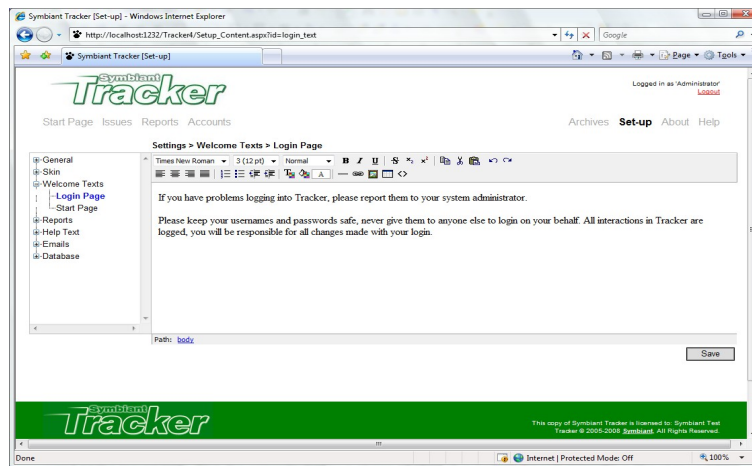 Symbiant Tracker [Set-up] - Windows Internet Explorer
http://localhost:1232/Tracker4/Setup_Content.aspx?id=login_text
Google
Symbiant Tracker [Set-up]
Page
Tools
Symbiant
Tracker
Logged in as 'Administrator'
Logout
Start Page Issues Reports Accounts
Archives Set-up About Help
Settings > Welcome Texts > Login Page
General
Skin
Welcome Texts
Login Page
Start Page
Reports
Help Text
Emails
Database
Times New Roman 3 (12 pt) Normal B I U S x₂ x²
If you have problems logging into Tracker, please report them to your system administrator.
Please keep your usernames and passwords safe, never give them to anyone else to login on your behalf. All interactions in Tracker are
logged, you will be responsible for all changes made with your login.
Path: body
Save
Symbiant
Tracker
This copy of Symbiant Tracker is licensed to: Symbiant Test
Tracker © 2005-2008 Symbiant, All Rights Reserved.
Done
Internet | Protected Mode: Off
100%